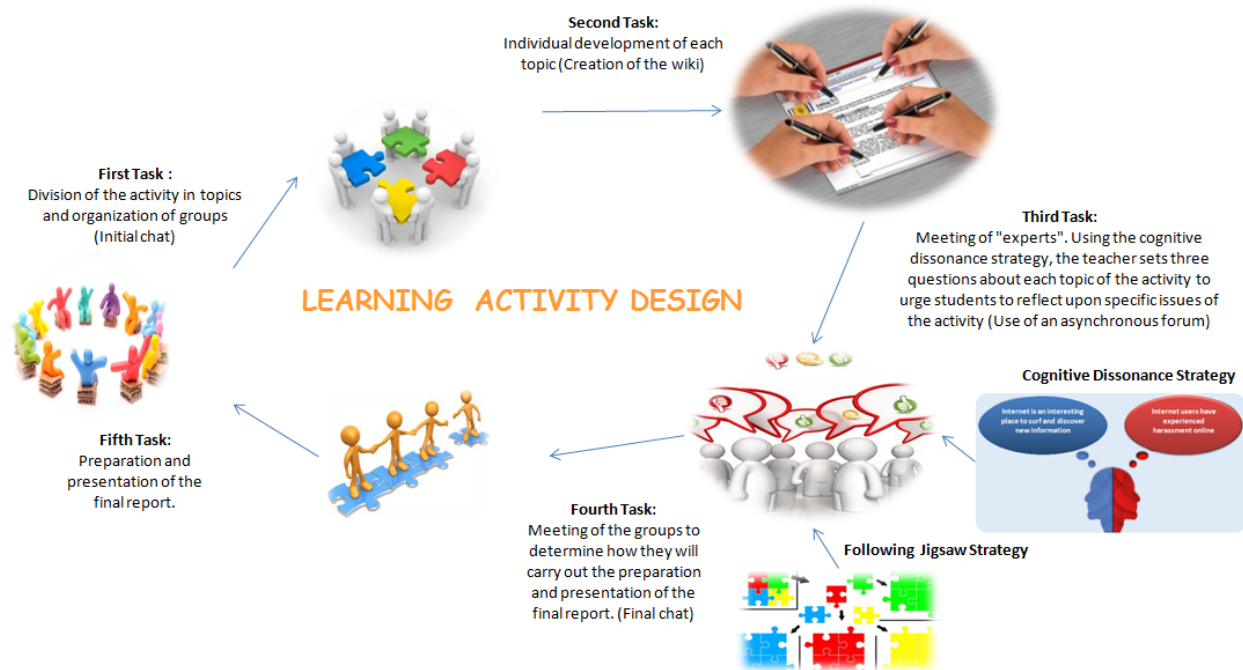 Second Task:
Individual development of each
topic (Creation of the wiki)
First Task :
Division of the activity in topics
and organization of groups
(Initial chat)
Third Task:
Meeting of "experts". Using the cognitive
dissonance strategy, the teacher sets three
questions about each topic of the activity to
urge students to reflect upon specific issues of
the activity (Use of an asynchronous forum)
LEARNING ACTIVITY DESIGN
Cognitive Dissonance Strategy
Internet is an interesting
place to surf and discover
new information
Internet users have
experienced
harassment online
Fifth Task:
Preparation and
presentation of the
final report.
Fourth Task:
Meeting of the groups to
determine how they will
carry out the preparation
and presentation of the
final report. (Final chat)
Following Jigsaw Strategy